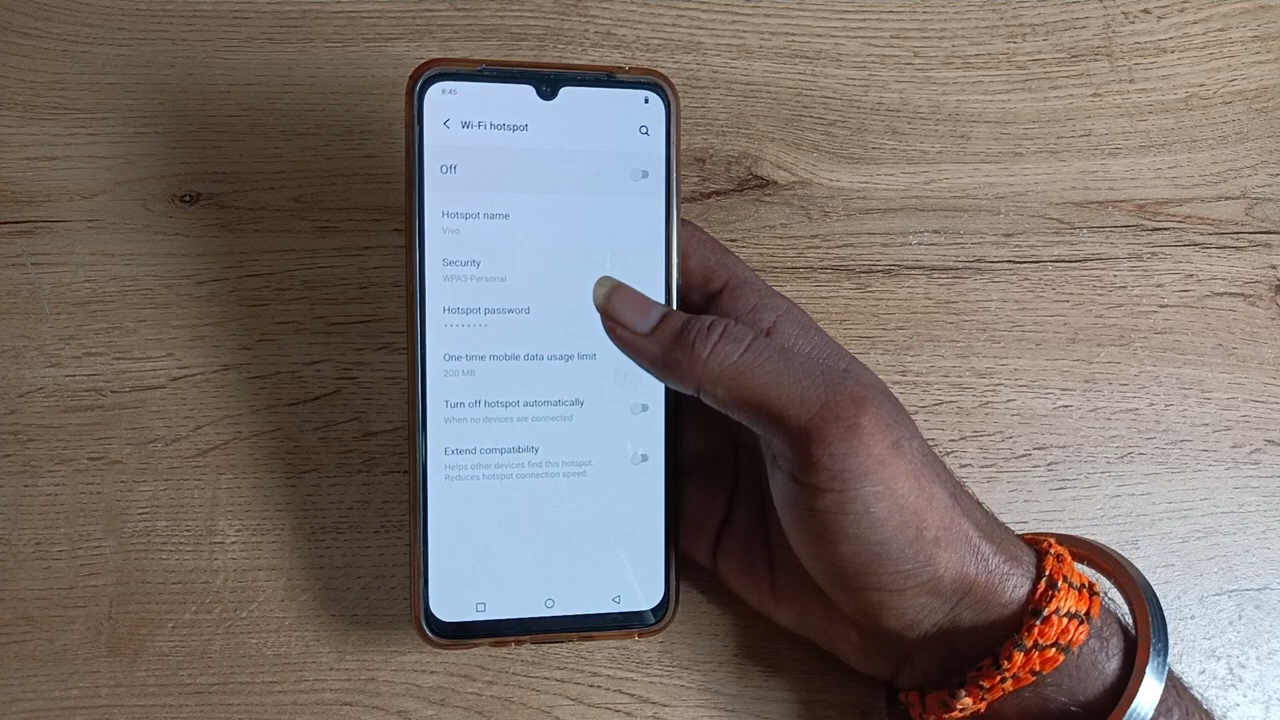 8:45
Wi-Fi hotspot
Off
Hotspot name
Vivo
Security
WPA3-Personal
Hotspot password
One-time mobile data usage limit
200 MB
Turn off hotspot automatically
When no devices are connected
Extend compatibility
Helps other devices find this hotspot.
Reduces hotspot connection speed.